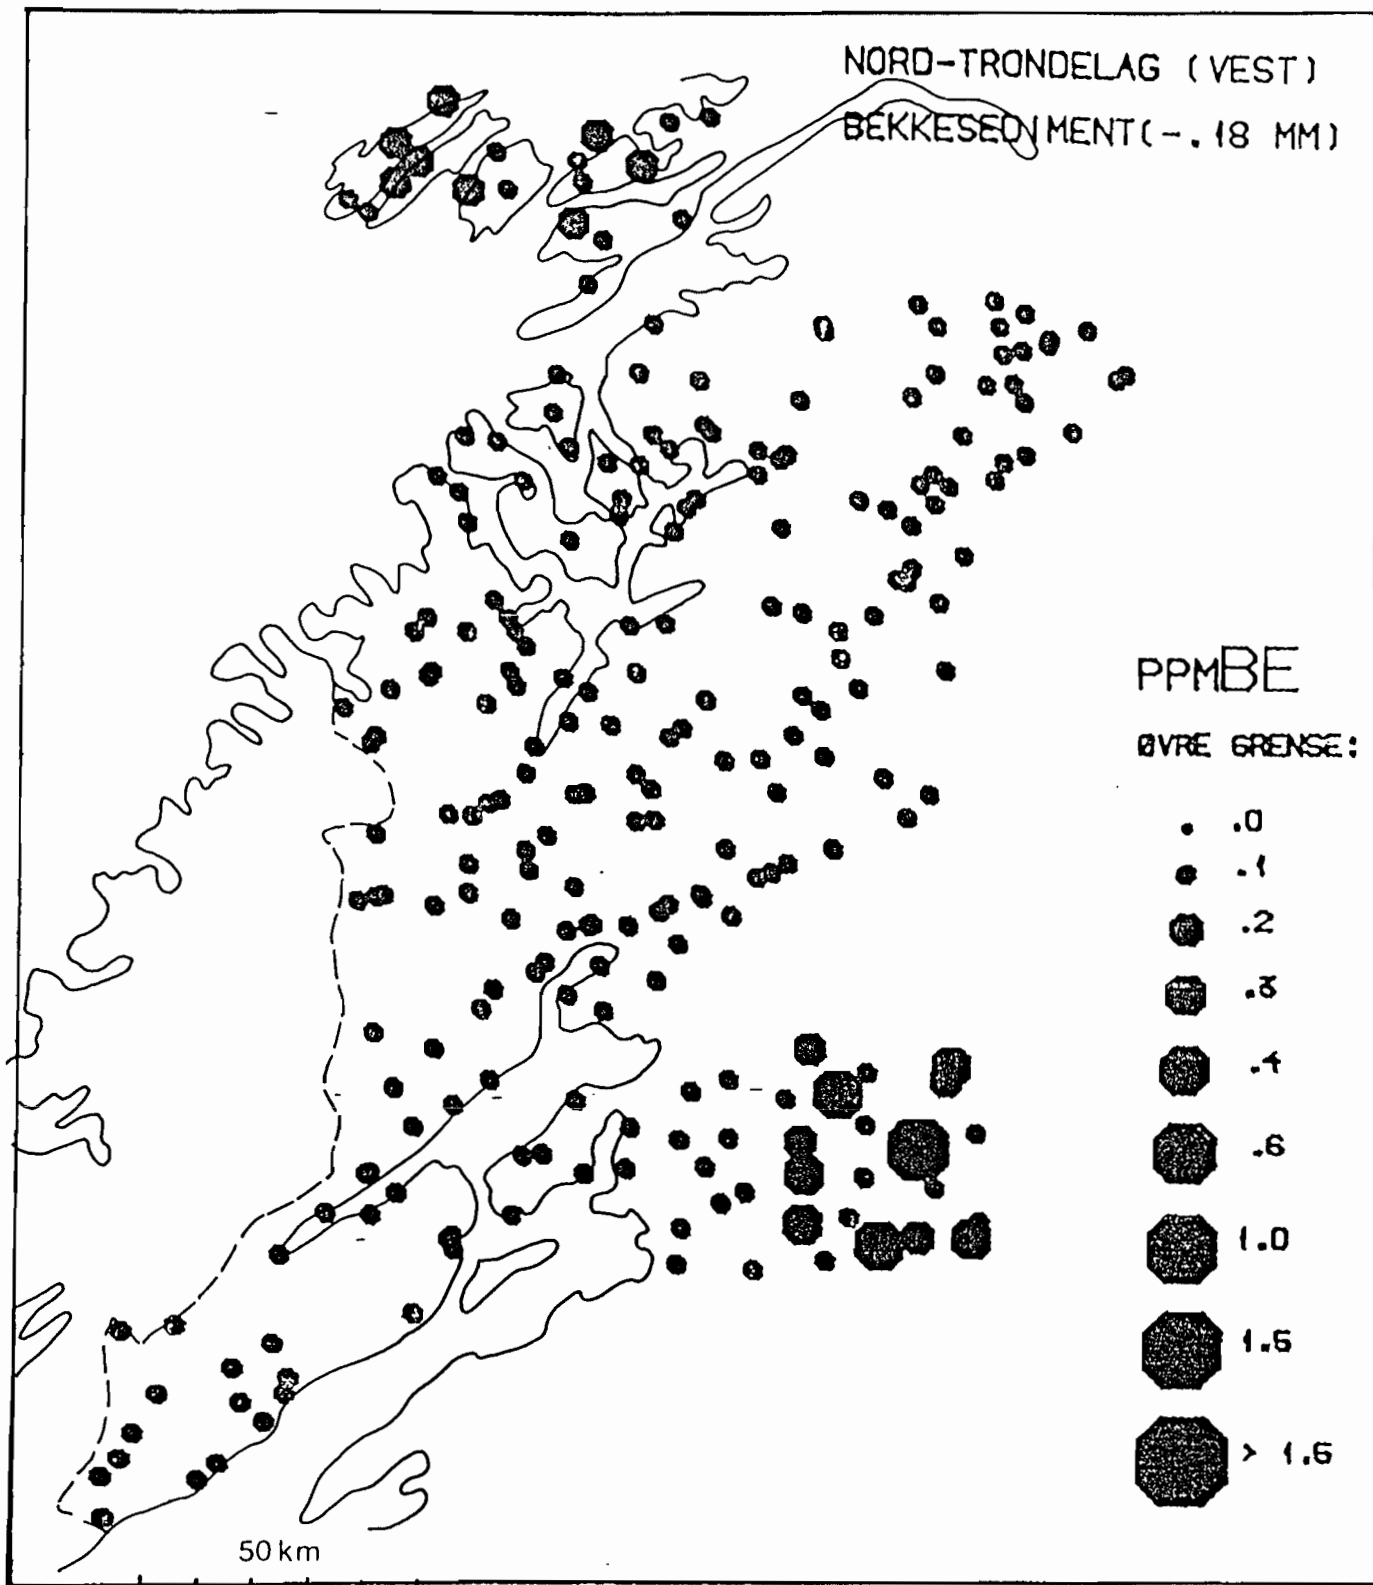 NORD-TRONDELAG (VEST)
BEKKESEDIMENT(-.18 MM)
PPMBE
ØVRE GRENSE:
.0
.1
.2
.3
.4
.6
1.0
1.5
> 1.5
50 km